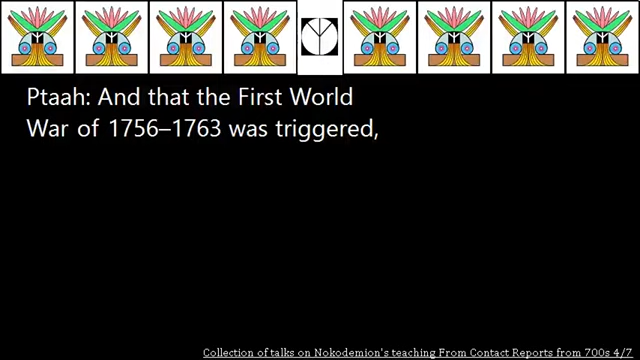 Ptaah: And that the First World
War of 1756–1763 was triggered,
Collection of talks on Nokodemion's teaching From Contact Reports from 700s 4/7